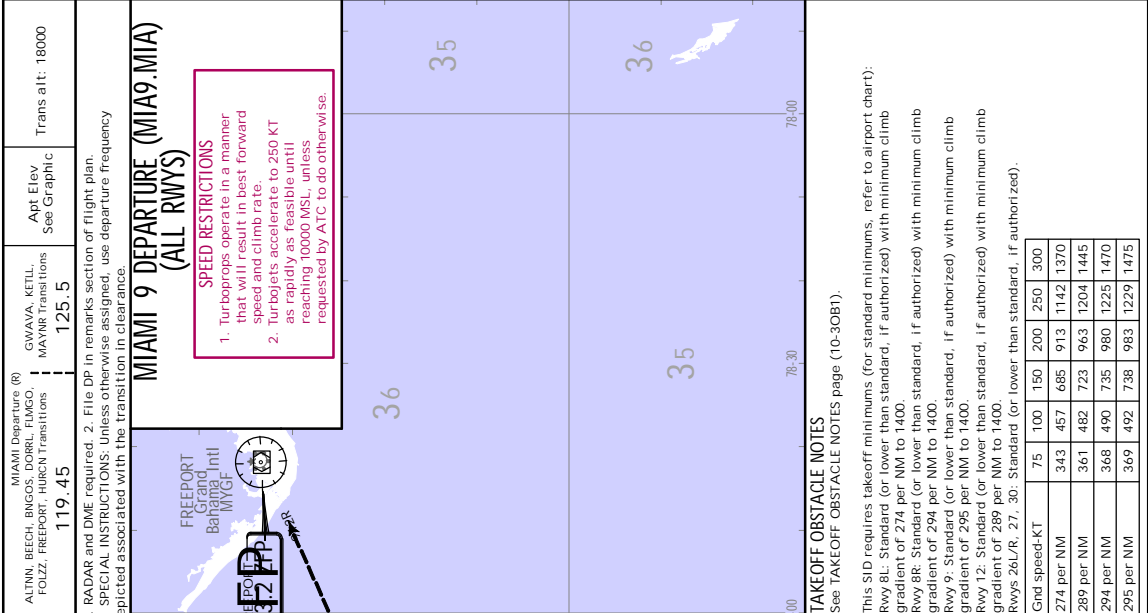 MIAMI Departure (R)
ALTNN, BEECH, BNGOS, DORRL, FLMGO,
FOLZZ, FREEPORT, HURCN Transitions
119.45
GWAVA, KETLL,
MAYNR Transitions
125.5
Apt Elev
See Graphic
Trans alt: 18000
. RADAR and DME required. 2. File DP in remarks section of flight plan.
SPECIAL INSTRUCTIONS: Unless otherwise assigned, use departure frequency
epicted associated with the transition in clearance.
MIAMI 9 DEPARTURE (MIA9.MIA)
(ALL RWYS)
SPEED RESTRICTIONS
1. Turboprops operate in a manner
that will result in best forward
speed and climb rate.
2. Turbojets accelerate to 250 KT
as rapidly as feasible until
reaching 10000 MSL, unless
requested by ATC to do otherwise.
35
36
36
35
78-00
78-30
00
FREEPORT
Grand
Bahama Intl
MYGF
EEPORT
3.2 ZFP
FP
2R
TAKEOFF OBSTACLE NOTES
See TAKEOFF OBSTACLE NOTES page (10-3OB1).
This SID requires takeoff minimums (for standard minimums, refer to airport chart):
Rwy 8L: Standard (or lower than standard, if authorized) with minimum climb
gradient of 274 per NM to 1400.
Rwy 8R: Standard (or lower than standard, if authorized) with minimum climb
gradient of 294 per NM to 1400.
Rwy 9: Standard (or lower than standard, if authorized) with minimum climb
gradient of 295 per NM to 1400.
Rwy 12: Standard (or lower than standard, if authorized) with minimum climb
gradient of 289 per NM to 1400.
Rwys 26L/R, 27, 30: Standard (or lower than standard, if authorized).
Gnd speed-KT 75 100 150 200 250 300
274 per NM 343 457 685 913 1142 1370
289 per NM 361 482 723 963 1204 1445
294 per NM 368 490 735 980 1225 1470
295 per NM 369 492 738 983 1229 1475